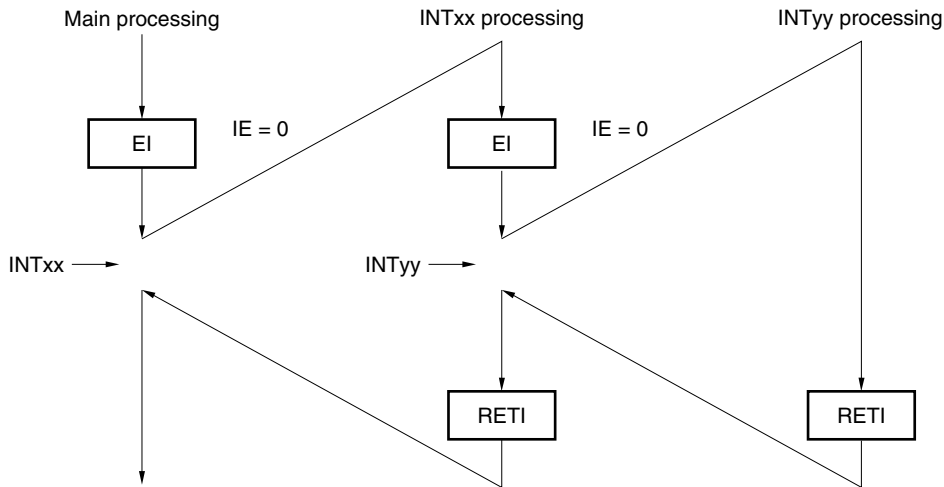 Main processing
INTxx processing
INTyy processing
EI
IE = 0
EI
IE = 0
INTxx
INTyy
RETI
RETI